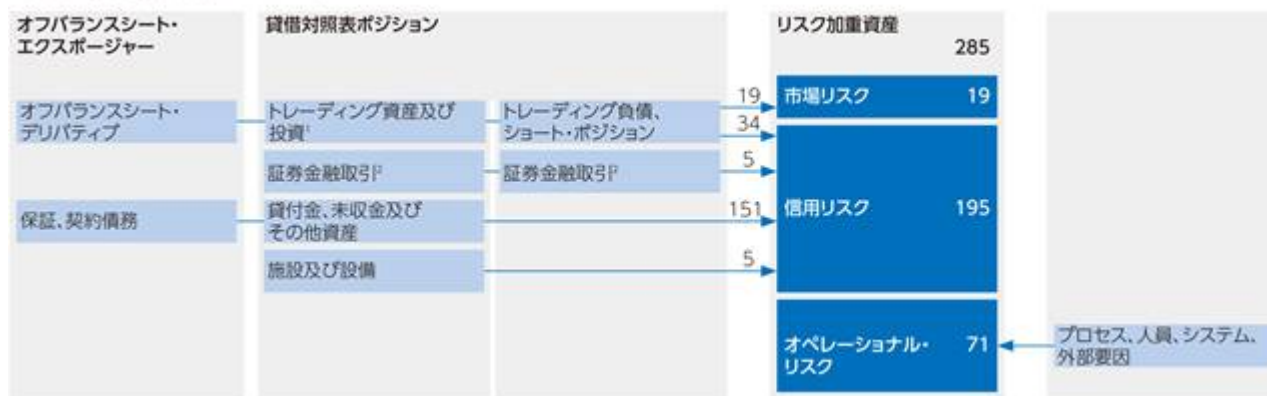 オフバランスシート・
エクスポージャー
貸借対照表ポジション
リスク加重資産
285
オフバランスシート・
デリバティブ
トレーディング資産及び
投資¹
トレーディング負債、
ショート・ポジション
19
34
市場リスク 19
証券金融取引²
証券金融取引²
5
保証、契約債務
貸付金、未収金及び
その他資産
151
信用リスク 195
施設及び設備
5
オペレーショナル・
リスク
71
プロセス、人員、システム、
外部要因